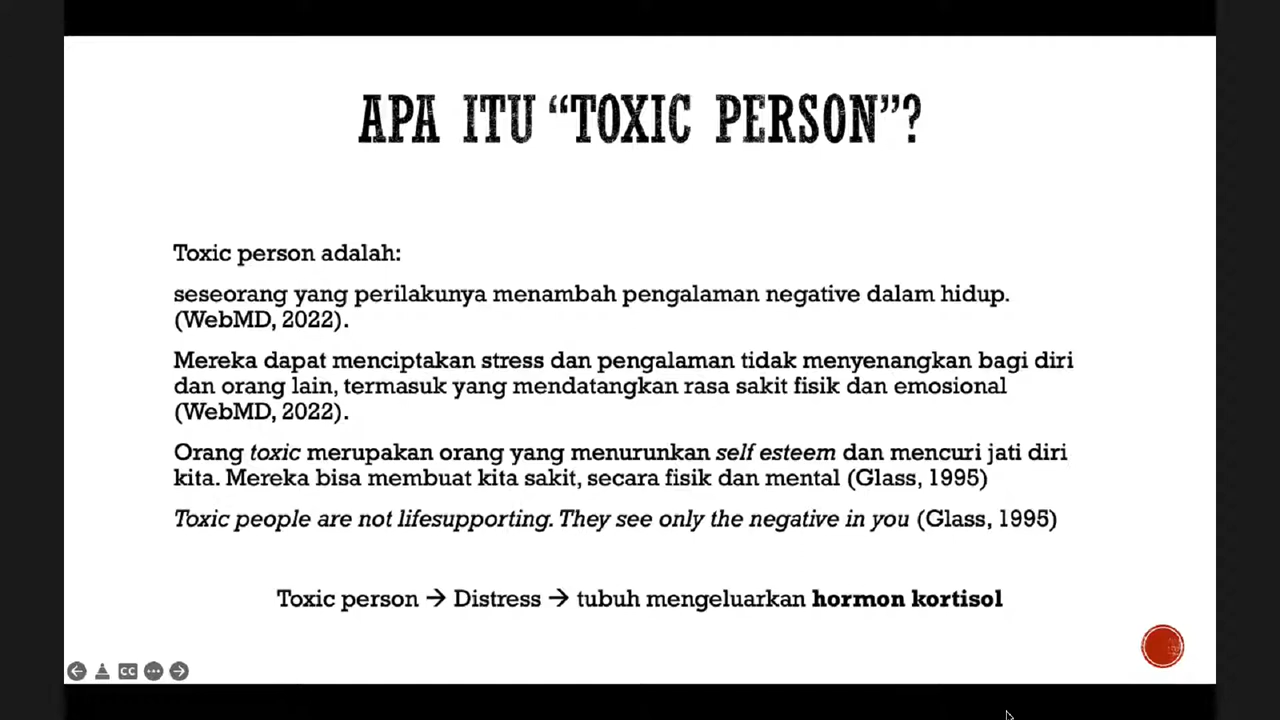 APA ITU “TOXIC PERSON”?
Toxic person adalah:
seseorang yang perilakunya menambah pengalaman negative dalam hidup.
(WebMD, 2022).
Mereka dapat menciptakan stress dan pengalaman tidak menyenangkan bagi diri
dan orang lain, termasuk yang mendatangkan rasa sakit fisik dan emosional
(WebMD, 2022).
Orang toxic merupakan orang yang menurunkan self esteem dan mencuri jati diri
kita. Mereka bisa membuat kita sakit, secara fisik dan mental (Glass, 1995)
Toxic people are not lifesupporting. They see only the negative in you (Glass, 1995)
Toxic person → Distress → tubuh mengeluarkan hormon kortisol
CC